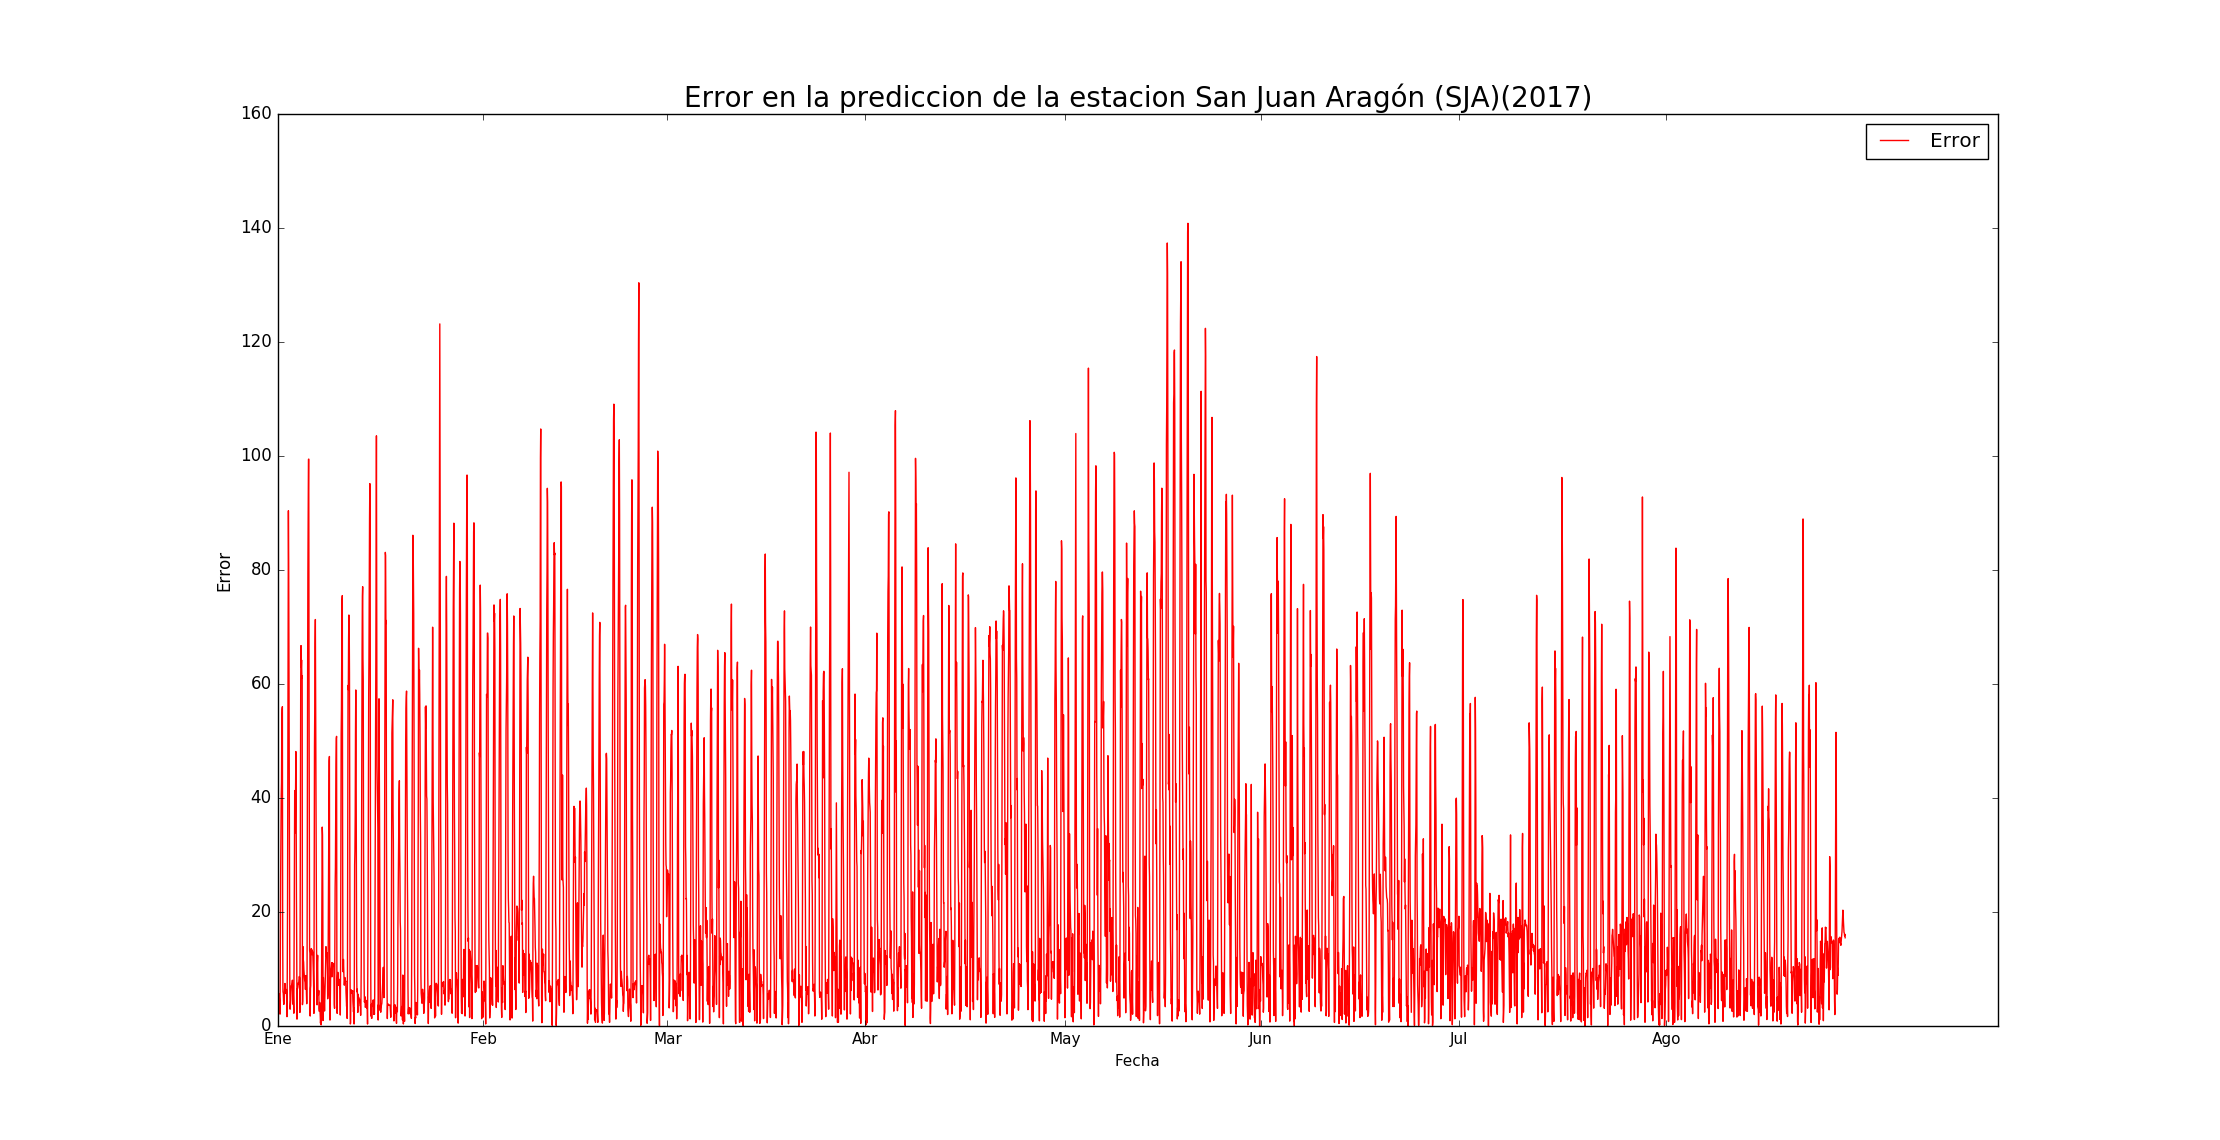 Error en la prediccion de la estacion San Juan Aragón (SJA)(2017)
Error
160
140
120
100
80
60
40
20
0
Error
Ene Feb Mar Abr May Jun Jul Ago
Fecha